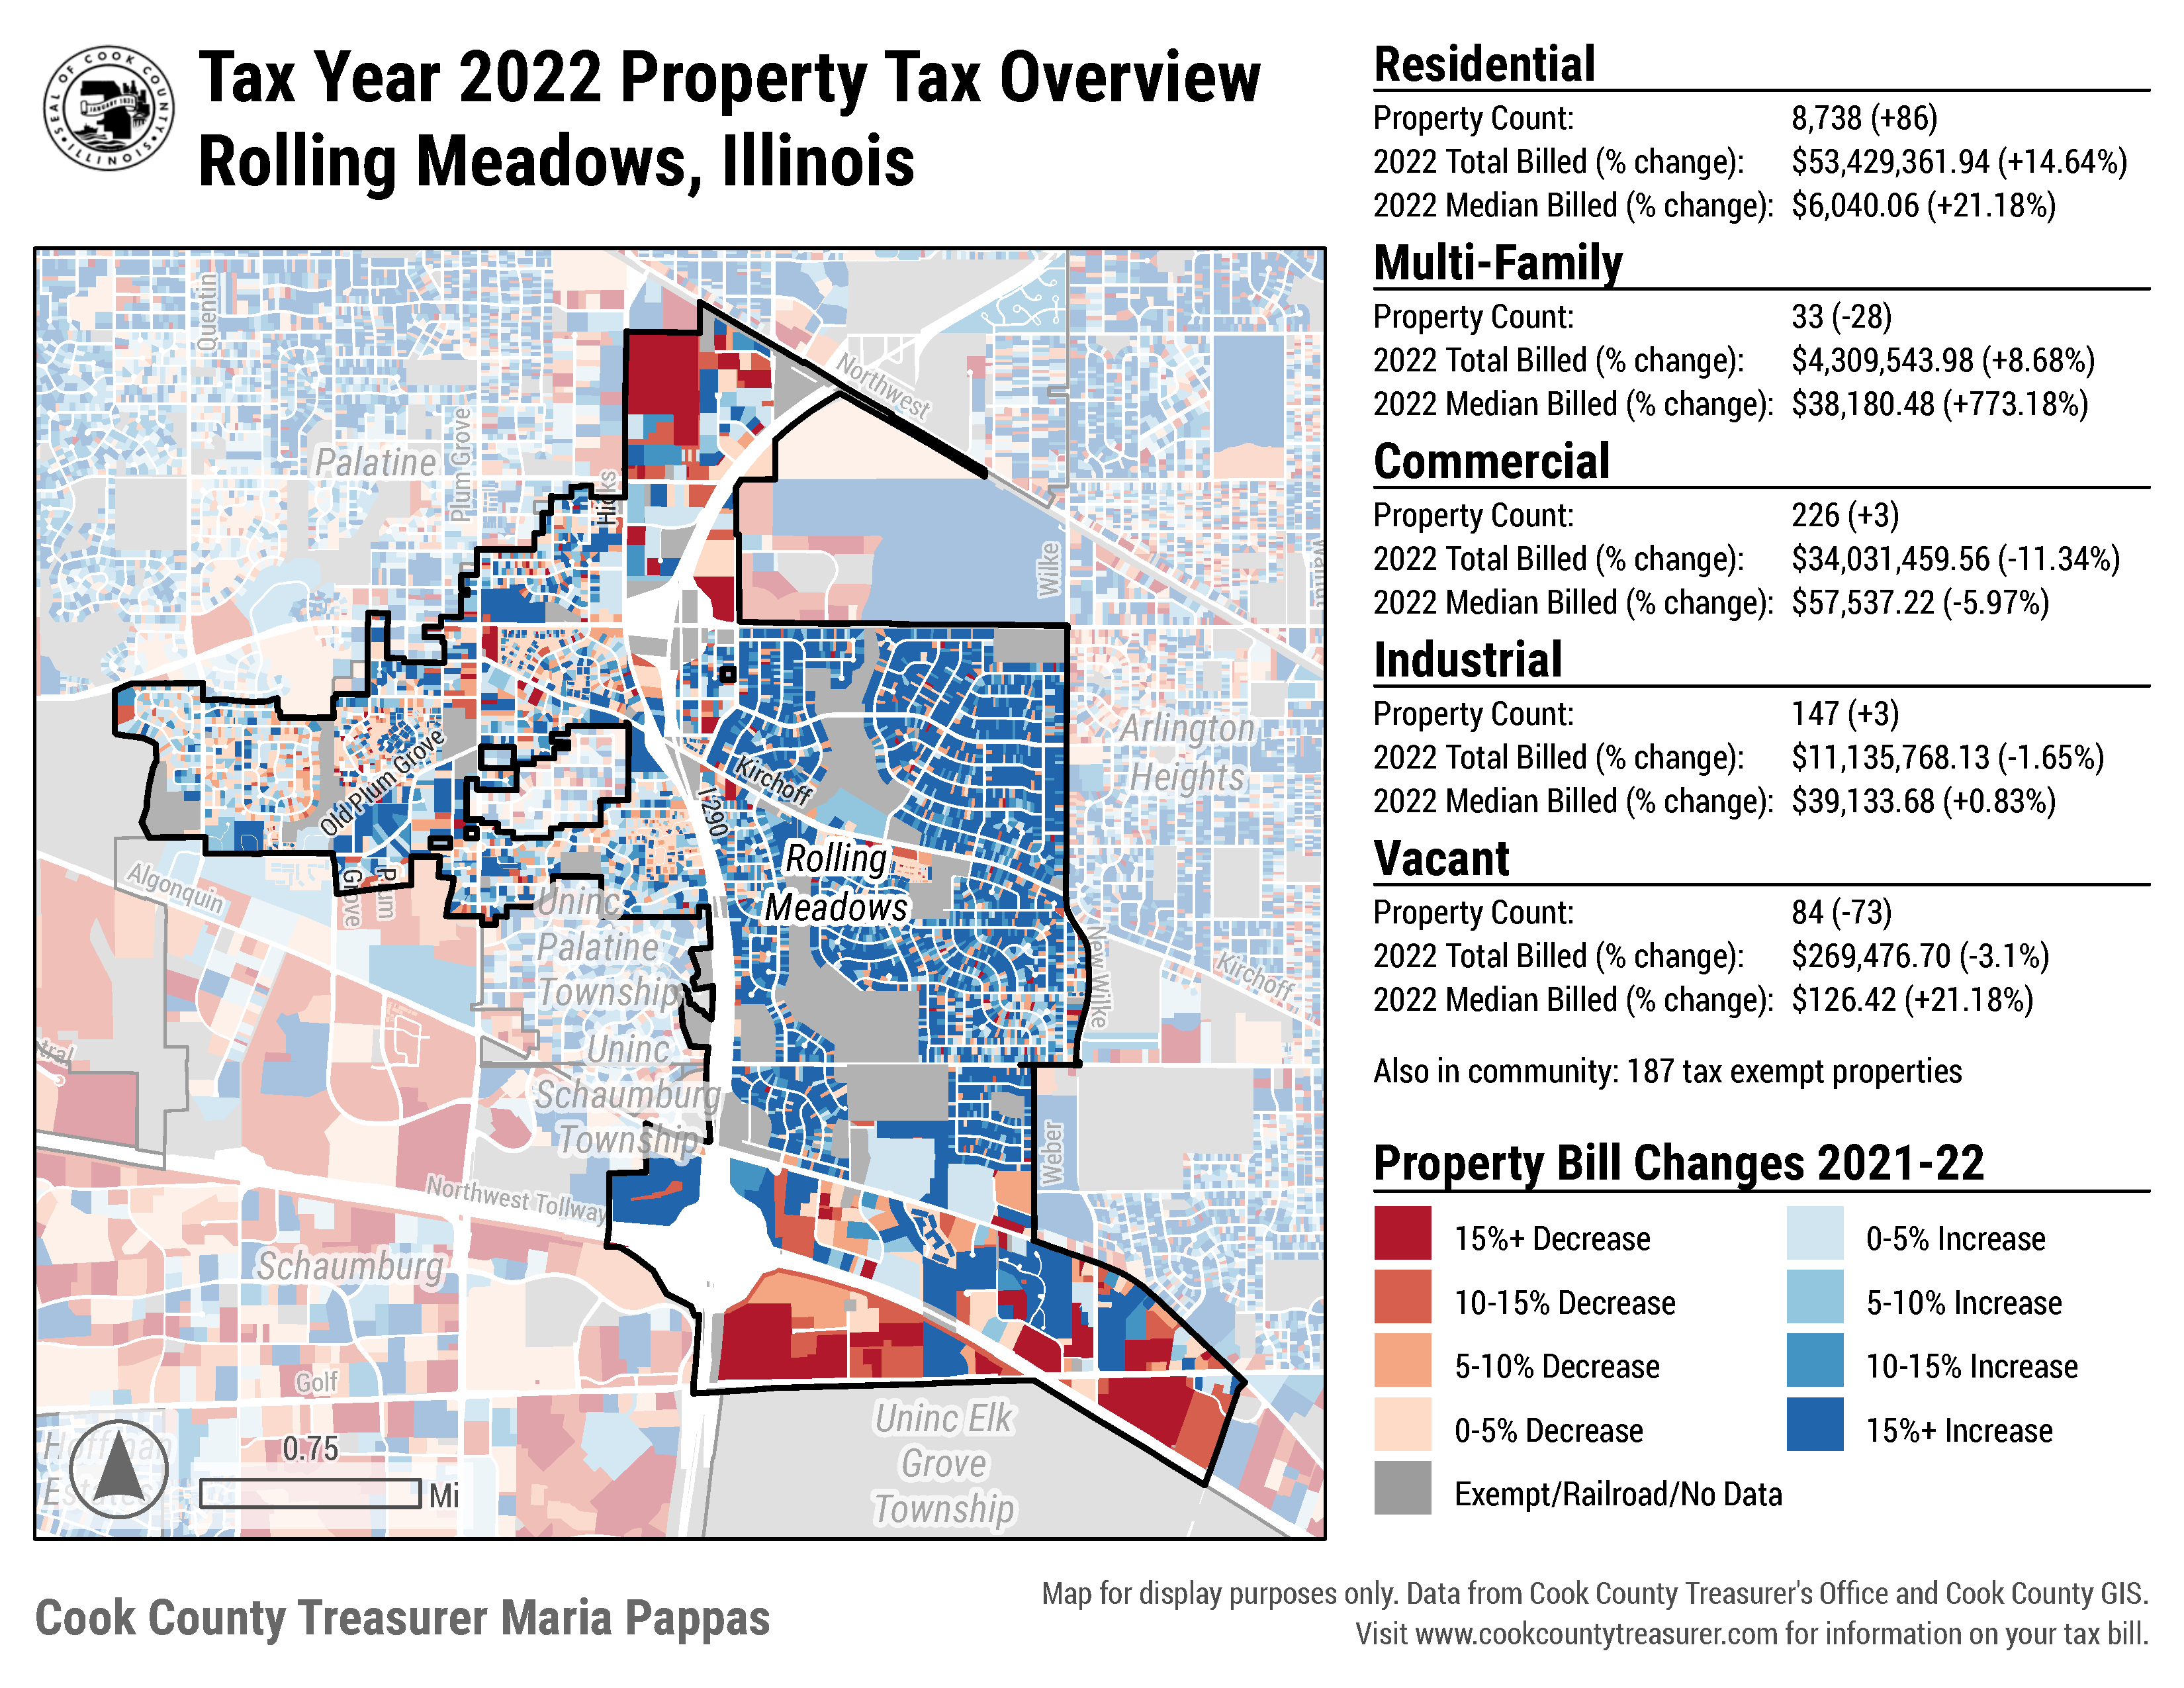 SEAL OF COOK COUNTY
ILLINOIS
JANUARY 1831
Tax Year 2022 Property Tax Overview
Rolling Meadows, Illinois
Residential
Property Count: 8,738 (+86)
2022 Total Billed (% change): $53,429,361.94 (+14.64%)
2022 Median Billed (% change): $6,040.06 (+21.18%)
Multi-Family
Property Count: 33 (-28)
2022 Total Billed (% change): $4,309,543.98 (+8.68%)
2022 Median Billed (% change): $38,180.48 (+773.18%)
Commercial
Property Count: 226 (+3)
2022 Total Billed (% change): $34,031,459.56 (-11.34%)
2022 Median Billed (% change): $57,537.22 (-5.97%)
Industrial
Property Count: 147 (+3)
2022 Total Billed (% change): $11,135,768.13 (-1.65%)
2022 Median Billed (% change): $39,133.68 (+0.83%)
Vacant
Property Count: 84 (-73)
2022 Total Billed (% change): $269,476.70 (-3.1%)
2022 Median Billed (% change): $126.42 (+21.18%)
Also in community: 187 tax exempt properties
Property Bill Changes 2021-22
15%+ Decrease
10-15% Decrease
5-10% Decrease
0-5% Decrease
Exempt/Railroad/No Data
0-5% Increase
5-10% Increase
10-15% Increase
15%+ Increase
Quentin
Northwest
Palatine
Plum Grove
Hicks
Wilke
Arlington
Heights
Old Plum Grove
Kirchoff
I 290
Rolling
Meadows
Algonquin
Plum
Grove
Uninc
Palatine
Township
New Wilke
Kirchoff
Uninc
Schaumburg
Township
Weber
Northwest Tollway
Schaumburg
Golf
Uninc Elk
Grove
Township
Hoffman
Estates
0.75
Mi
Cook County Treasurer Maria Pappas
Map for display purposes only. Data from Cook County Treasurer's Office and Cook County GIS.
Visit www.cookcountytreasurer.com for information on your tax bill.